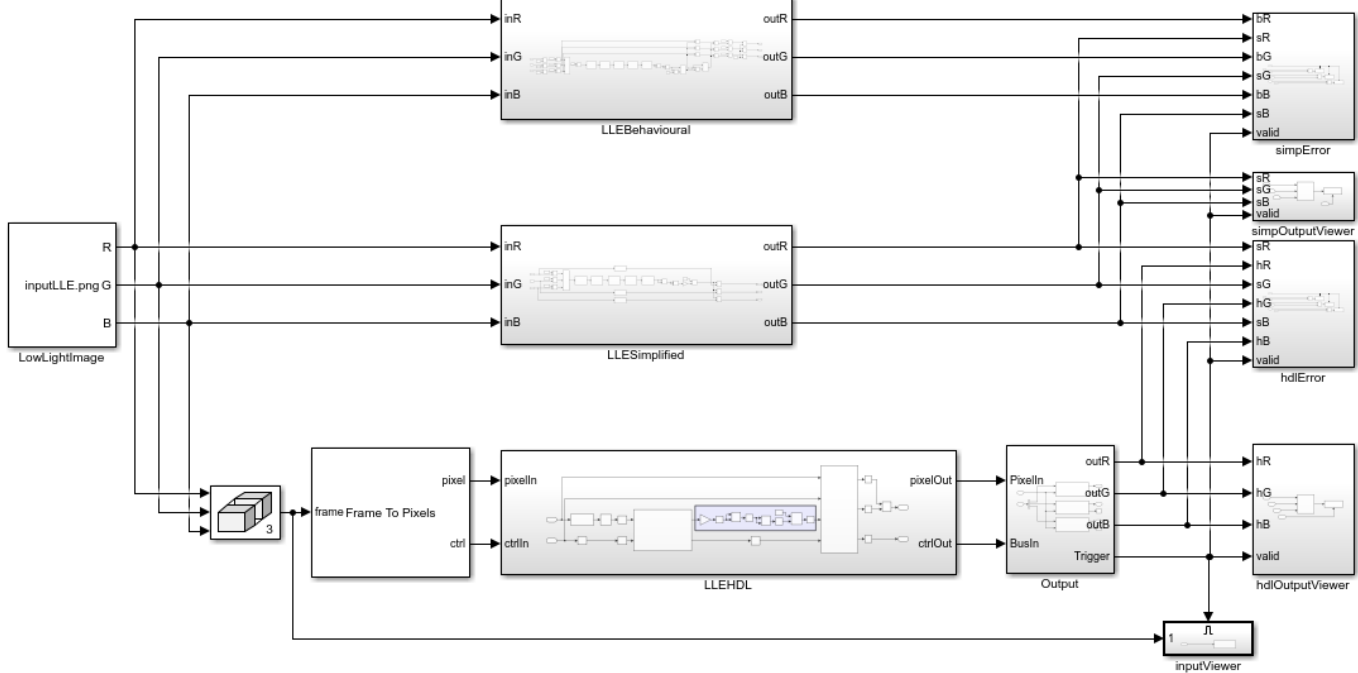 inR
outR
bR
sR
inG
outG
bG
sG
inB
outB
bB
sB
LLEBehavioural
valid
simpError
sR
sG
sB
valid
simpOutputViewer
R
inR
outR
sR
hR
inputLLE.png G
inG
outG
sG
hG
B
inB
outB
sB
hB
LowLightImage
LLESimplified
valid
hdlError
outR
hR
pixel
pixelIn
pixelOut
PixelIn
outG
hG
frame Frame To Pixels
3
outB
hB
ctrl
ctrlIn
ctrlOut
BusIn
Trigger
valid
LLEHDL
Output
hdlOutputViewer
1
inputViewer